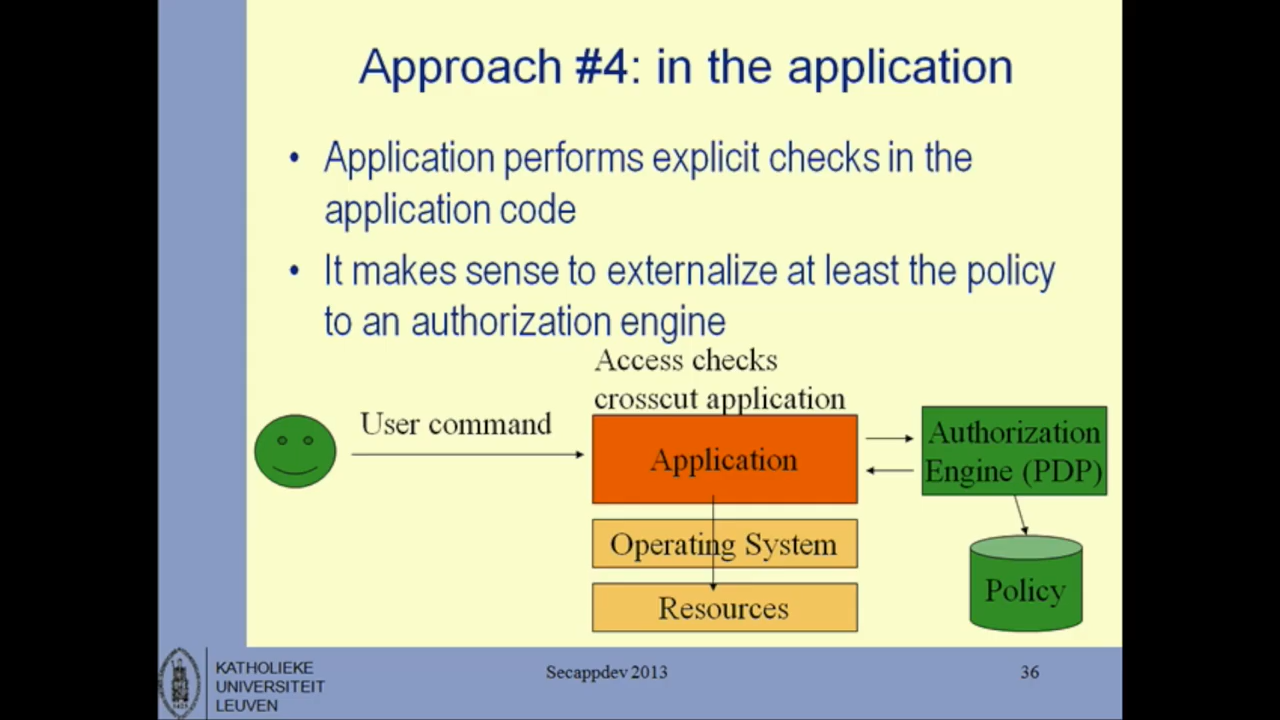 Approach #4: in the application
• Application performs explicit checks in the
application code
• It makes sense to externalize at least the policy
to an authorization engine
Access checks
crosscut application
User command
Application
Authorization
Engine (PDP)
Operating System
Policy
Resources
KATHOLIEKE
UNIVERSITEIT
LEUVEN
Secappdev 2013
36